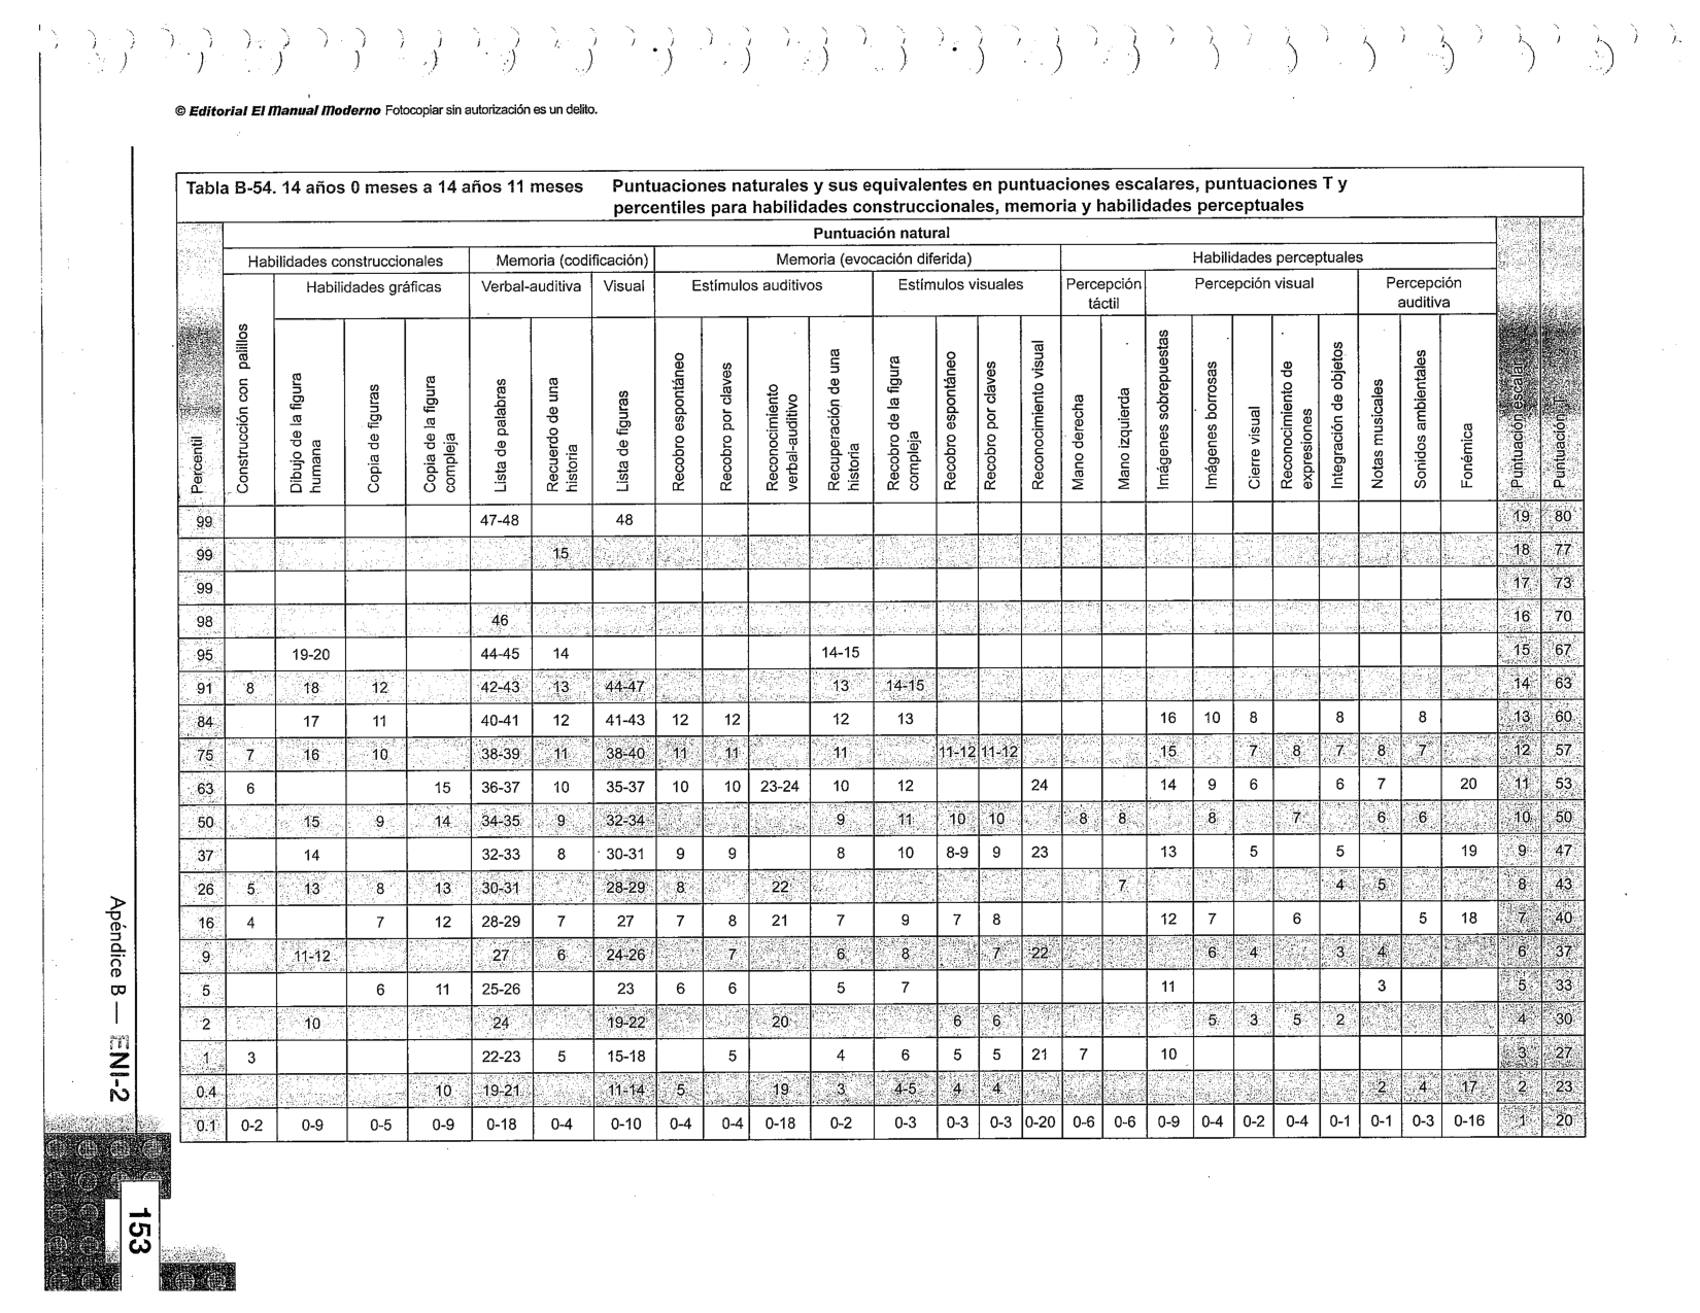 © Editorial El Manual Moderno Fotocopiar sin autorización es un delito.
Tabla B-54. 14 años 0 meses a 14 años 11 meses Puntuaciones naturales y sus equivalentes en puntuaciones escalares, puntuaciones T y
percentiles para habilidades construccionales, memoria y habilidades perceptuales
Puntuación natural
Habilidades construccionales Memoria (codificación) Memoria (evocación diferida) Habilidades perceptuales
Habilidades gráficas Verbal-auditiva Visual Estímulos auditivos Estímulos visuales Percepción táctil Percepción visual Percepción auditiva
Percentil
Construcción con palillos
Dibujo de la figura humana
Copia de figuras
Copia de la figura compleja
Lista de palabras
Recuerdo de una historia
Lista de figuras
Recobro espontáneo
Recobro por claves
Reconocimiento verbal-auditivo
Recuperación de una historia
Recobro de la figura compleja
Recobro espontáneo
Recobro por claves
Reconocimiento visual
Mano derecha
Mano izquierda
Imágenes sobrepuestas
Imágenes borrosas
Cierre visual
Reconocimiento de expresiones
Integración de objetos
Notas musicales
Sonidos ambientales
Fonémica
Puntuación escalar
Puntuación T
99 47-48 48 19 80
99 15 18 77
99 17 73
98 46 16 70
95 19-20 44-45 14 14-15 15 67
91 8 18 12 42-43 13 44-47 13 14-15 14 63
84 17 11 40-41 12 41-43 12 12 12 13 16 10 8 8 8 13 60
75 7 16 10 38-39 11 38-40 11 11 11 11-12 11-12 15 7 8 7 8 7 12 57
63 6 15 36-37 10 35-37 10 10 23-24 10 12 24 14 9 6 6 7 20 11 53
50 15 9 14 34-35 9 32-34 9 11 10 10 8 8 8 7 6 6 10 50
37 14 32-33 8 30-31 9 9 8 10 8-9 9 23 13 5 5 19 9 47
26 5 13 8 13 30-31 28-29 8 22 7 4 5 8 43
16 4 7 12 28-29 7 27 7 8 21 7 9 7 8 12 7 6 5 18 7 40
9 11-12 27 6 24-26 7 6 8 7 22 6 4 3 4 6 37
5 6 11 25-26 23 6 6 5 7 11 3 5 33
2 10 24 19-22 20 6 6 5 3 5 2 4 30
1 3 22-23 5 15-18 5 4 6 5 5 21 7 10 3 27
0.4 10 19-21 11-14 5 19 3 4-5 4 4 2 4 17 2 23
0.1 0-2 0-9 0-5 0-9 0-18 0-4 0-10 0-4 0-4 0-18 0-2 0-3 0-3 0-3 0-20 0-6 0-6 0-9 0-4 0-2 0-4 0-1 0-1 0-3 0-16 1 20
Apéndice B — ENI-2
153